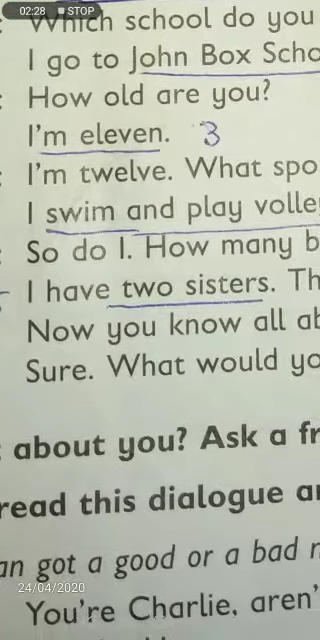 02:28 STOP
Which school do you
I go to John Box Scho
How old are you?
I'm eleven. 3
I'm twelve. What spo
I swim and play volle
So do I. How many b
I have two sisters. Th
Now you know all ab
Sure. What would yo
about you? Ask a fr
read this dialogue an
an got a good or a bad m
24/04/2020
You're Charlie, aren'